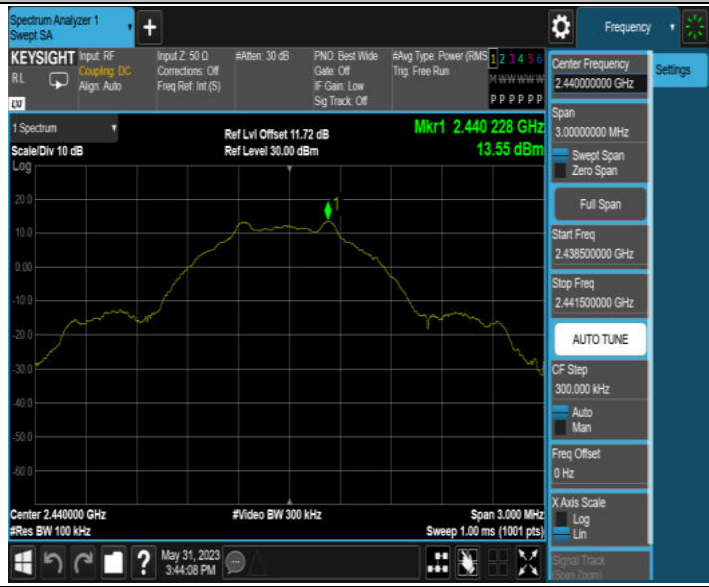 Spectrum Analyzer 1
Swept SA
+
Frequency
KEYSIGHT
RL
LXI
Input: RF
Coupling: DC
Align: Auto
Input Z: 50 Ω
Corrections: Off
Freq Ref: Int (S)
#Atten: 30 dB
PNO: Best Wide
Gate: Off
IF Gain: Low
Sig Track: Off
#Avg Type: Power (RMS
Trig: Free Run
1 2 3 4 5 6
M W W W W W
P P P P P P
1 Spectrum
Scale/Div 10 dB
Log
Ref Lvl Offset 11.72 dB
Ref Level 30.00 dBm
Mkr1 2.440 228 GHz
13.55 dBm
1
20.0
10.0
0.00
-10.0
-20.0
-30.0
-40.0
-50.0
-60.0
Center 2.440000 GHz
#Res BW 100 kHz
#Video BW 300 kHz
Span 3.000 MHz
Sweep 1.00 ms (1001 pts)
?
May 31, 2023
3:44:08 PM
Center Frequency
2.440000000 GHz
Settings
Span
3.00000000 MHz
Swept Span
Zero Span
Full Span
Start Freq
2.438500000 GHz
Stop Freq
2.441500000 GHz
AUTO TUNE
CF Step
300.000 kHz
Auto
Man
Freq Offset
0 Hz
X Axis Scale
Log
Lin
Signal Track
(Span Zoom)